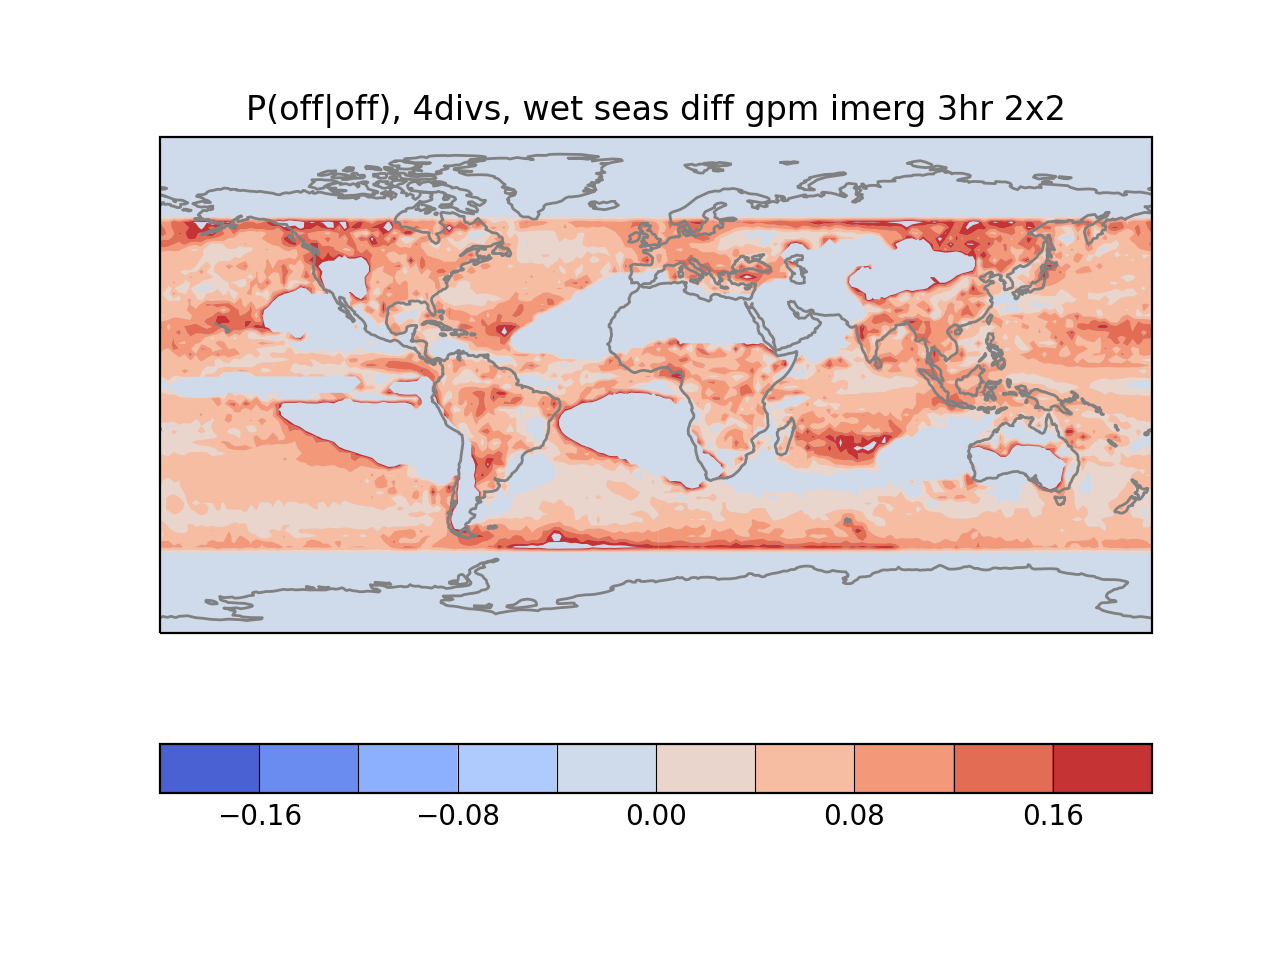 P(off|off), 4divs, wet seas diff gpm imerg 3hr 2x2
−0.16 −0.08 0.00 0.08 0.16